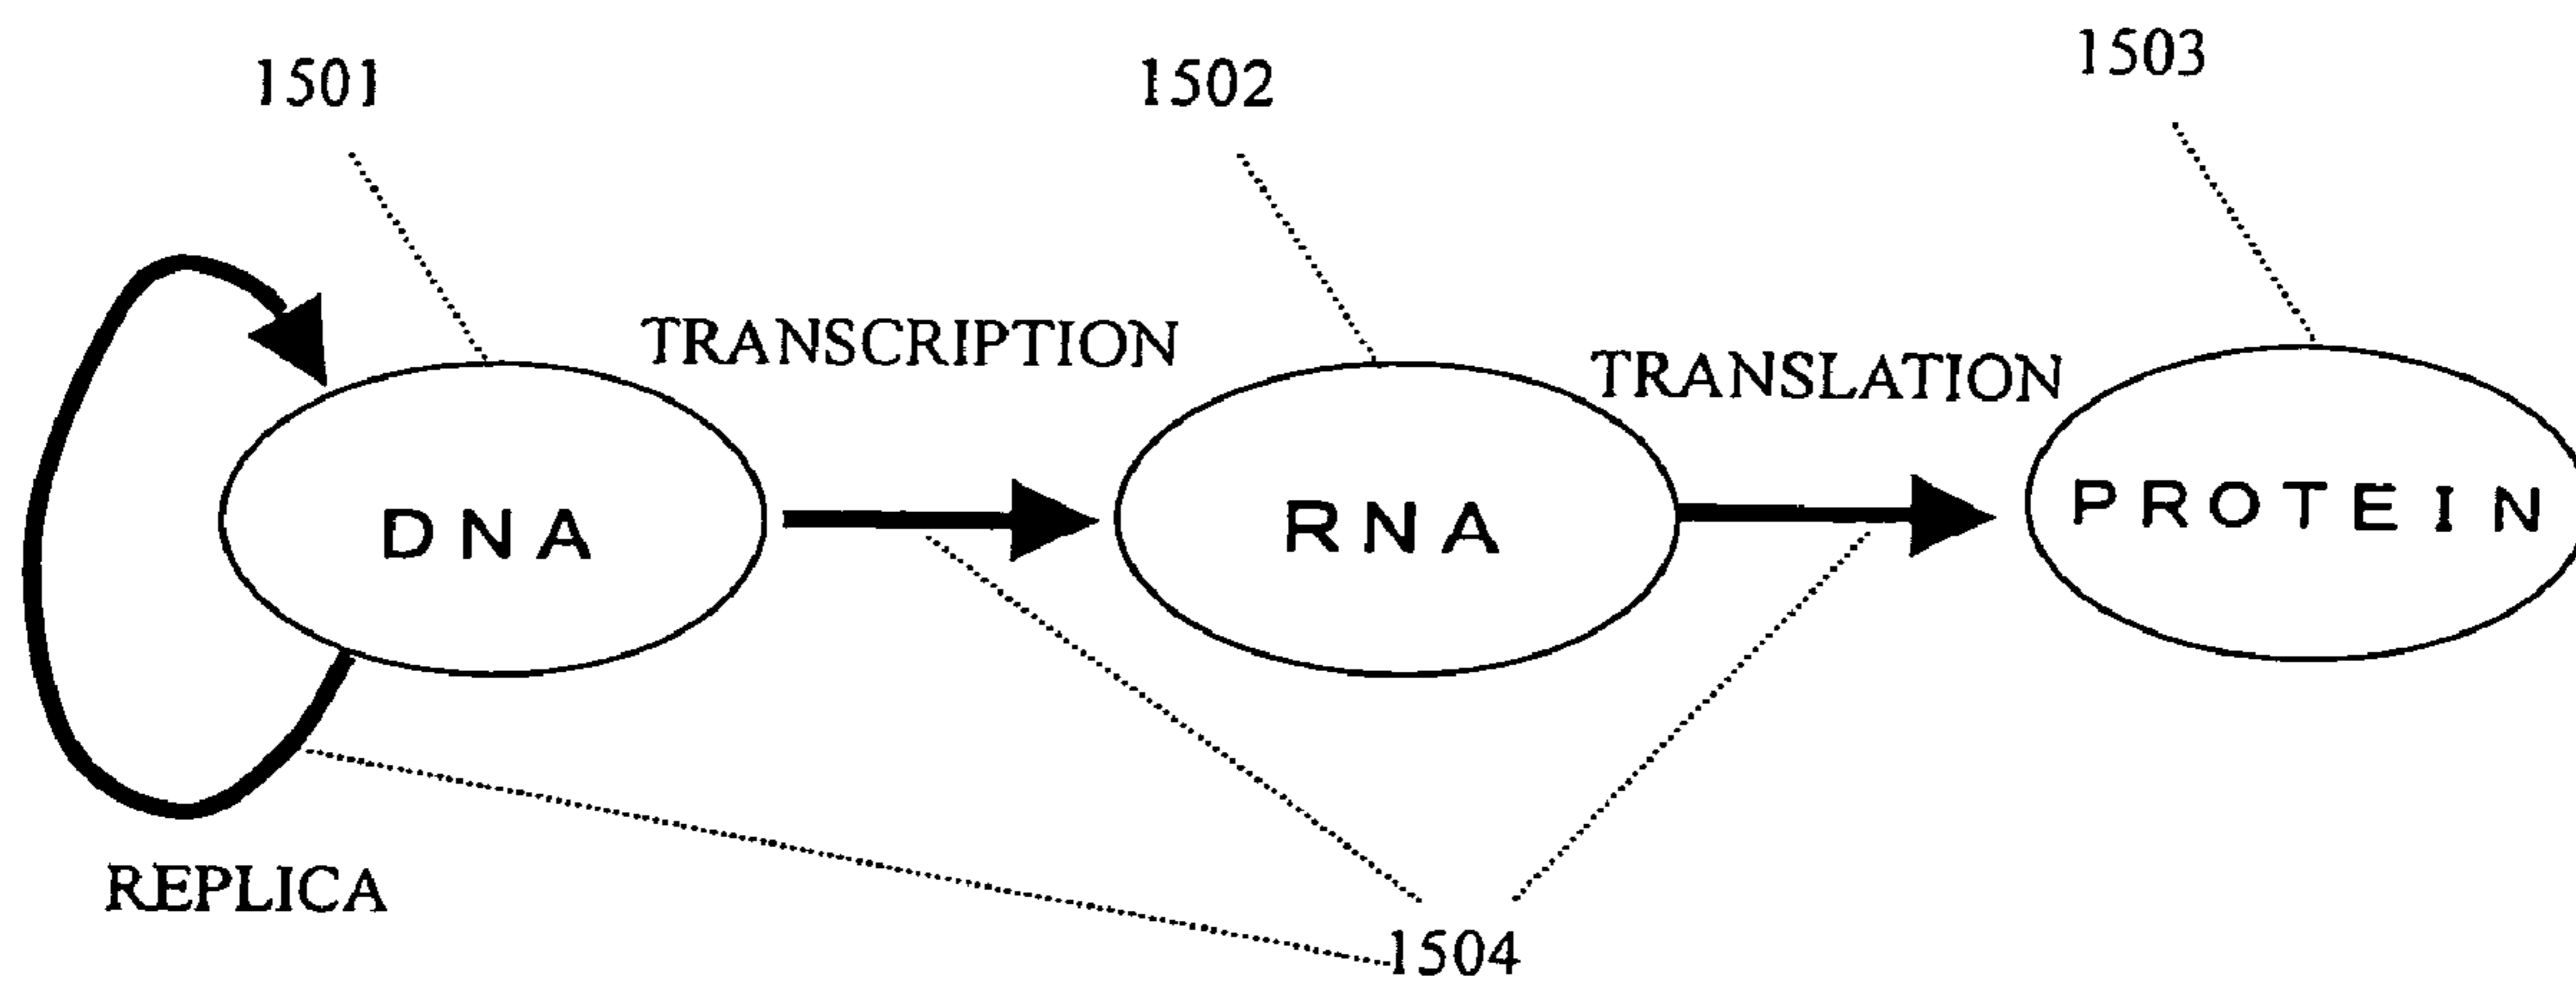 1501
1502
1503
TRANSCRIPTION
TRANSLATION
DNA
RNA
PROTEIN
REPLICA
1504